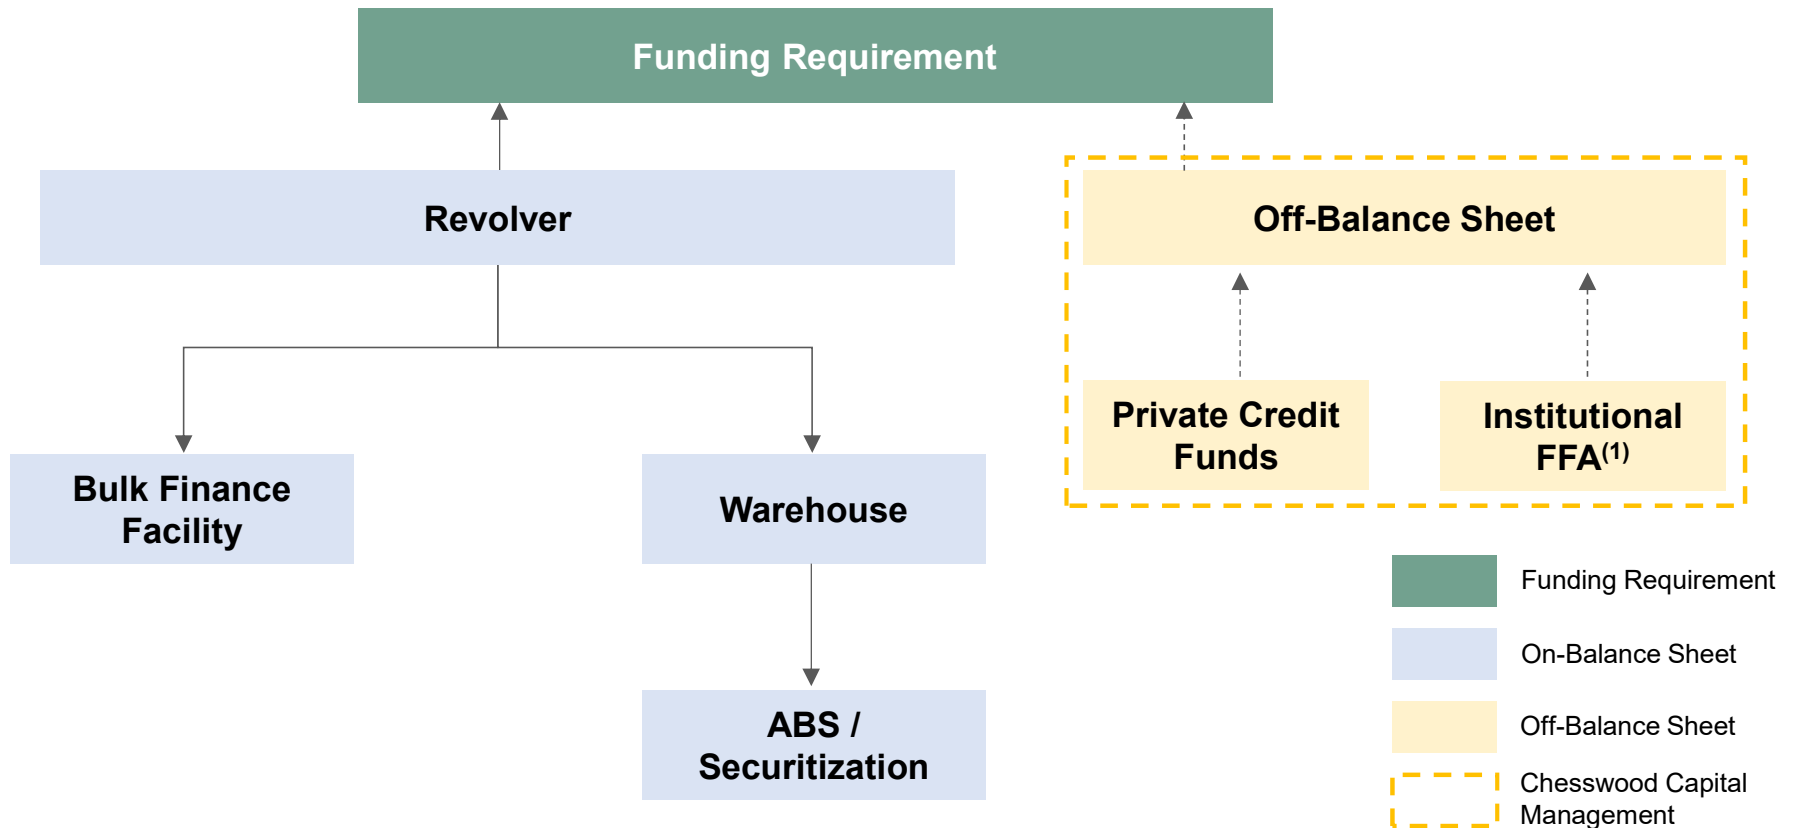 Funding Requirement
Revolver
Off-Balance Sheet
Private Credit
Funds
Institutional
FFA(1)
Bulk Finance
Facility
Warehouse
ABS /
Securitization
Funding Requirement
On-Balance Sheet
Off-Balance Sheet
Chesswood Capital
Management